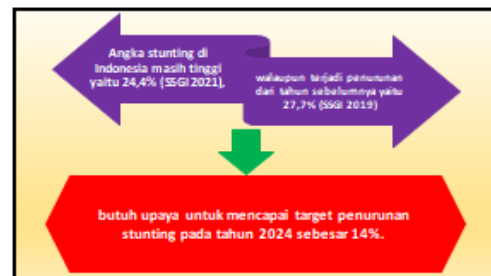 Angka stunting di
Indonesia masih tinggi
yaitu 24,4% (SSGI 2021),
walaupun terjadi penurunan
dari tahun sebelumnya yaitu
27,7% (SSGI 2019)
butuh upaya untuk mencapai target penurunan
stunting pada tahun 2024 sebesar 14%.